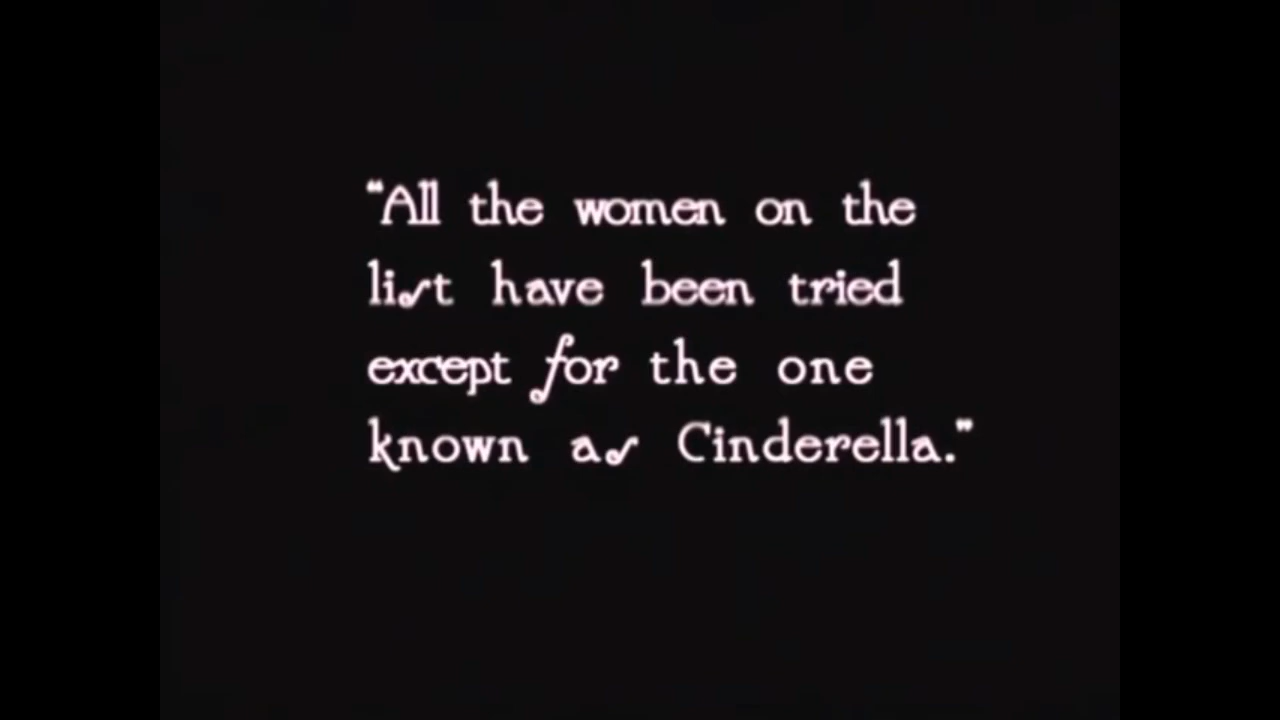 “All the women on the
list have been tried
except for the one
known as Cinderella.”